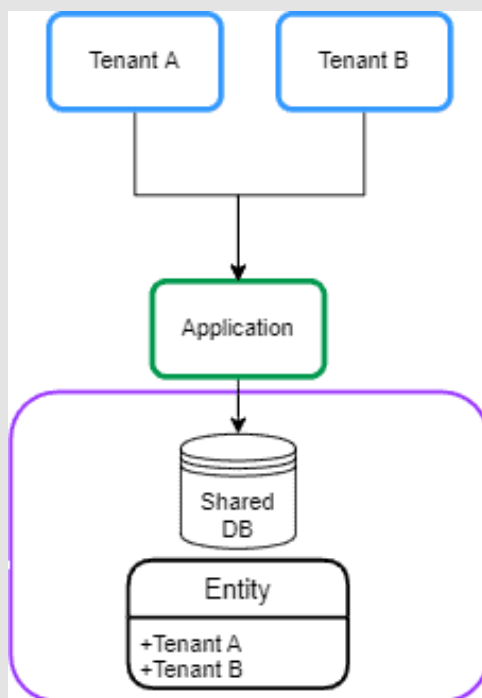 Tenant A
Tenant B
Application
Shared
DB
Entity
+Tenant A
+Tenant B